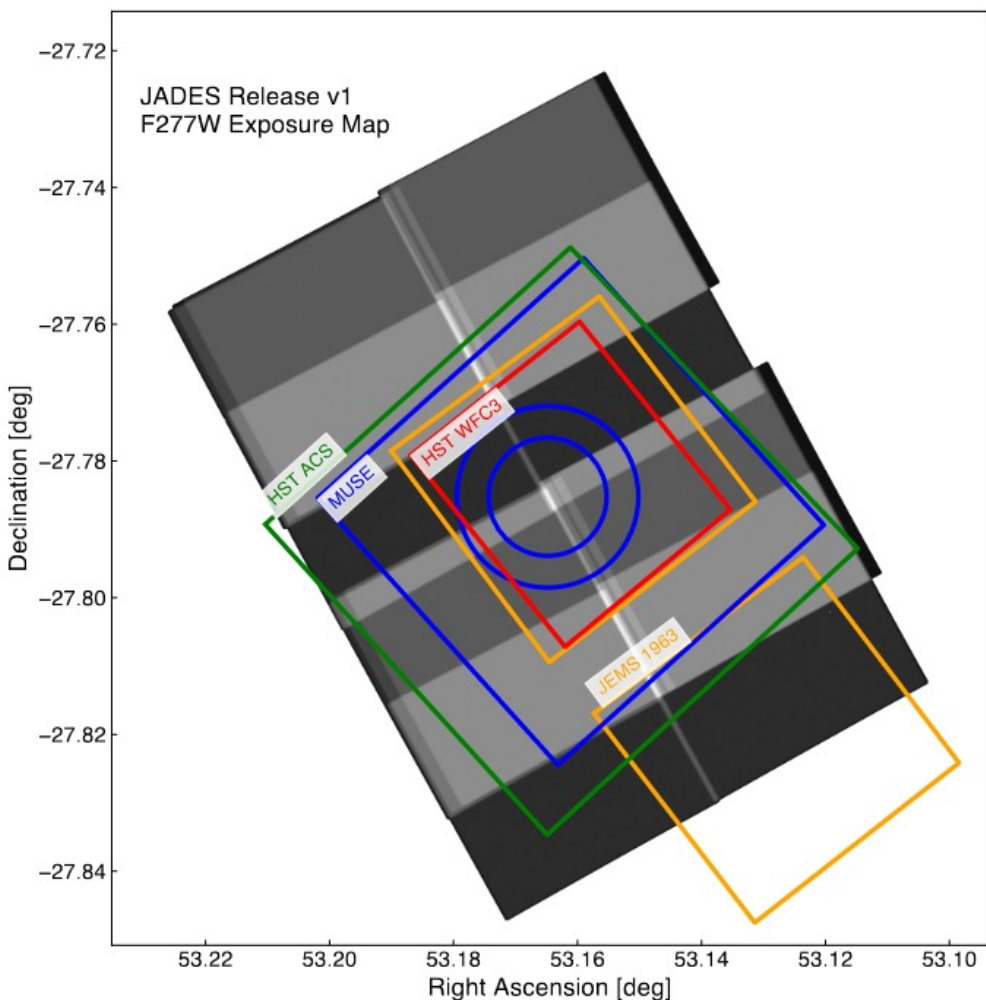 JADES Release v1
F277W Exposure Map
−27.72
−27.74
−27.76
−27.78
−27.80
−27.82
−27.84
Declination [deg]
HST ACS
MUSE
HST WFC3
JEMS 1963
53.22
53.20
53.18
53.16
53.14
53.12
53.10
Right Ascension [deg]